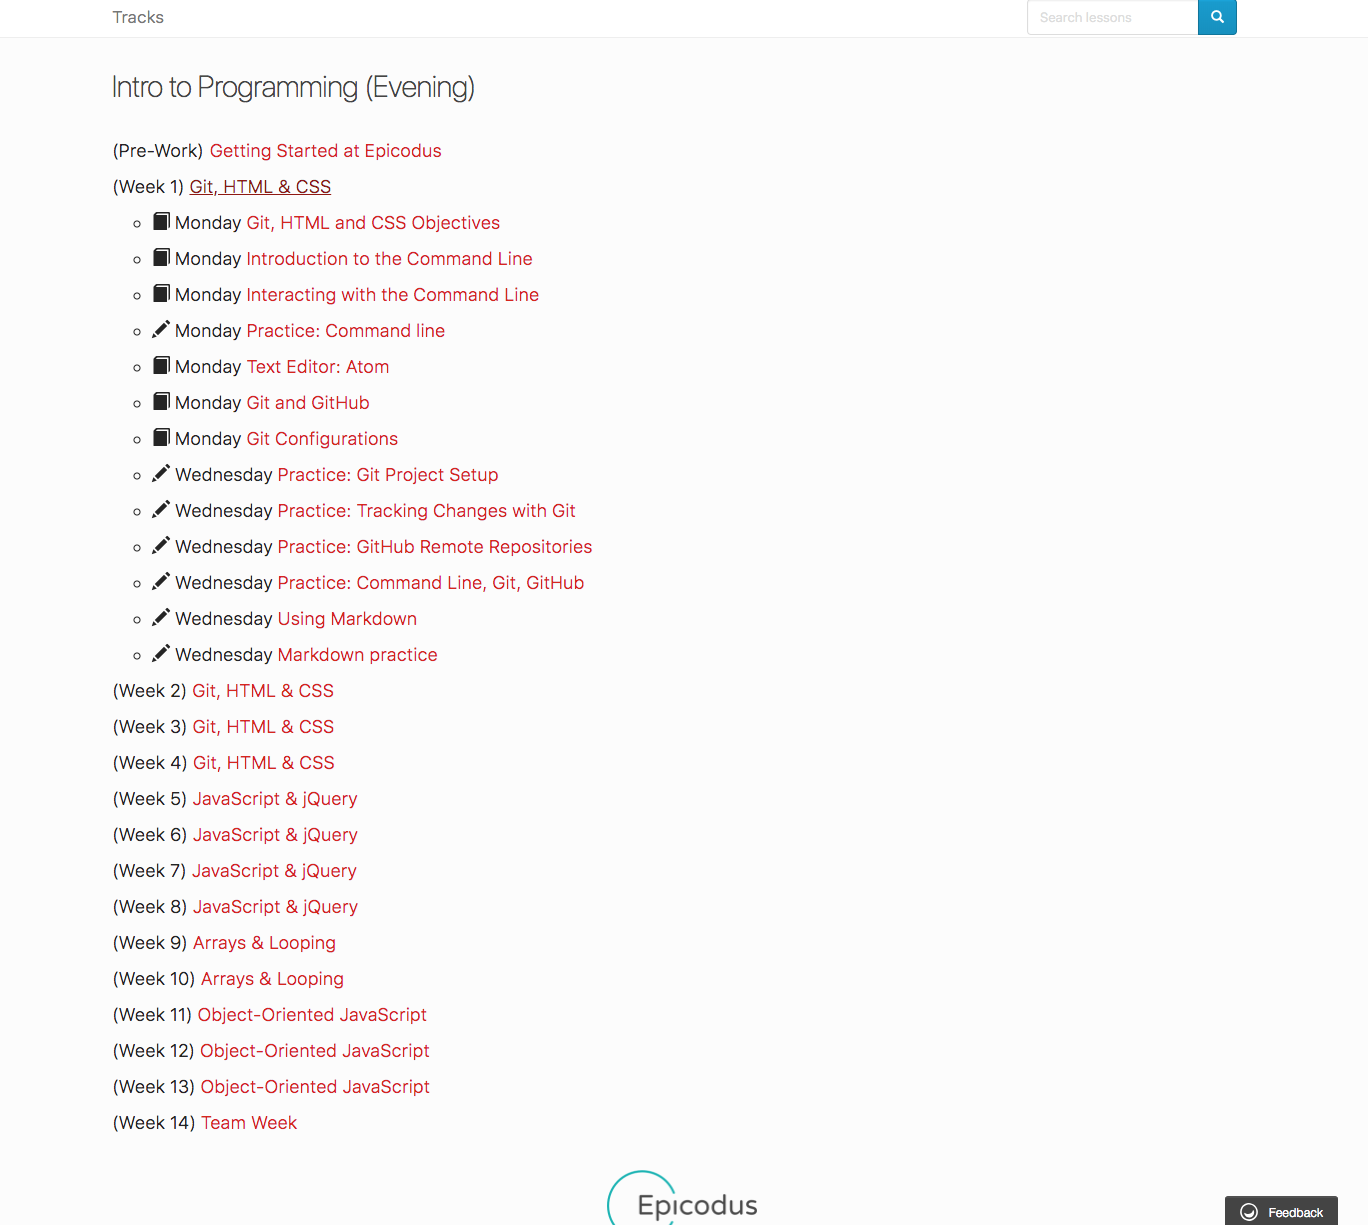 Tracks
Search lessons
Intro to Programming (Evening)
(Pre-Work) Getting Started at Epicodus
(Week 1) Git, HTML & CSS
Monday Git, HTML and CSS Objectives
Monday Introduction to the Command Line
Monday Interacting with the Command Line
Monday Practice: Command line
Monday Text Editor: Atom
Monday Git and GitHub
Monday Git Configurations
Wednesday Practice: Git Project Setup
Wednesday Practice: Tracking Changes with Git
Wednesday Practice: GitHub Remote Repositories
Wednesday Practice: Command Line, Git, GitHub
Wednesday Using Markdown
Wednesday Markdown practice
(Week 2) Git, HTML & CSS
(Week 3) Git, HTML & CSS
(Week 4) Git, HTML & CSS
(Week 5) JavaScript & jQuery
(Week 6) JavaScript & jQuery
(Week 7) JavaScript & jQuery
(Week 8) JavaScript & jQuery
(Week 9) Arrays & Looping
(Week 10) Arrays & Looping
(Week 11) Object-Oriented JavaScript
(Week 12) Object-Oriented JavaScript
(Week 13) Object-Oriented JavaScript
(Week 14) Team Week
Epicodus
Feedback